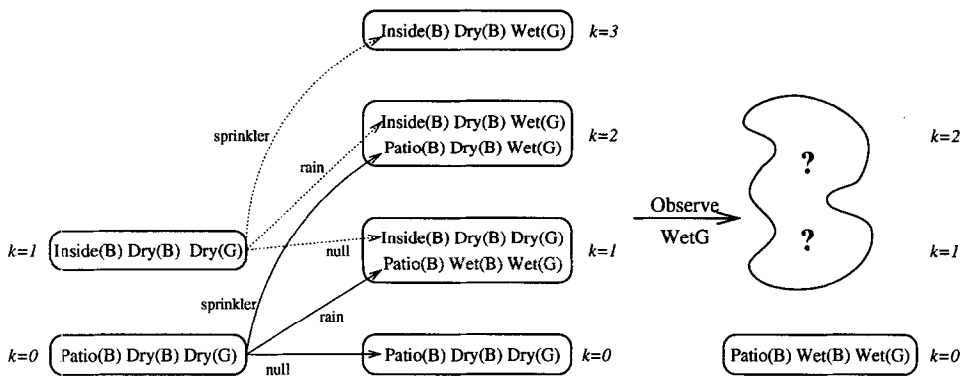 Inside(B) Dry(B) Wet(G) k=3
Inside(B) Dry(B) Wet(G)
Patio(B) Dry(B) Wet(G)
k=2
k=2
sprinkler
rain
?
Observe
WetG
k=1
Inside(B) Dry(B) Dry(G)
null
Inside(B) Dry(B) Dry(G)
Patio(B) Wet(B) Wet(G)
k=1
?
k=1
sprinkler
rain
k=0
Patio(B) Dry(B) Dry(G)
null
Patio(B) Dry(B) Dry(G)
k=0
Patio(B) Wet(B) Wet(G)
k=0